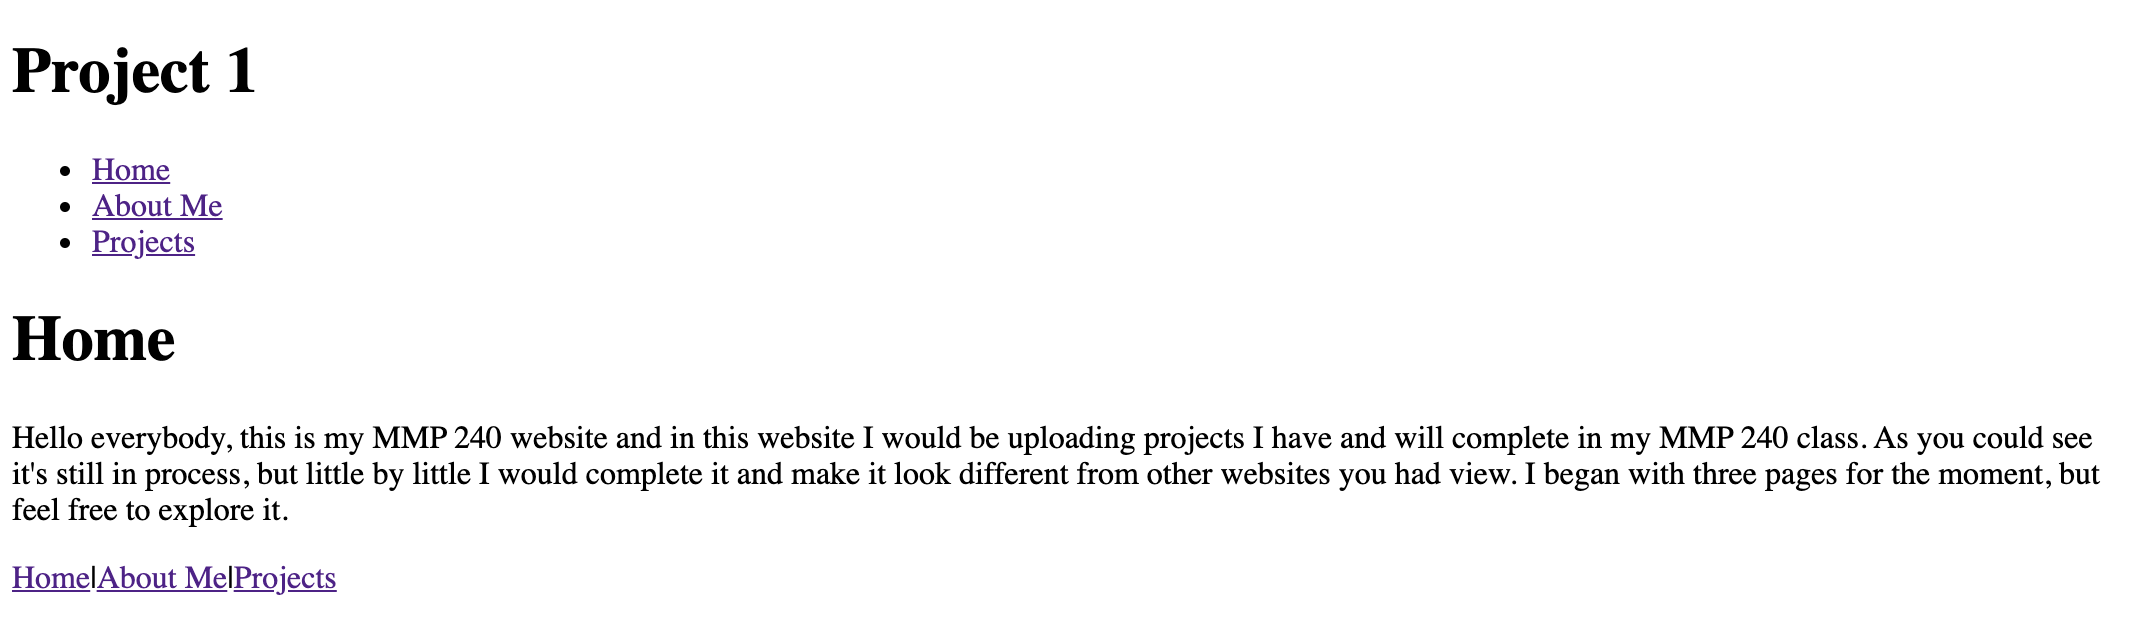 Project 1
• Home
• About Me
• Projects
Home
Hello everybody, this is my MMP 240 website and in this website I would be uploading projects I have and will complete in my MMP 240 class. As you could see
it's still in process, but little by little I would complete it and make it look different from other websites you had view. I began with three pages for the moment, but
feel free to explore it.
Home|About Me|Projects